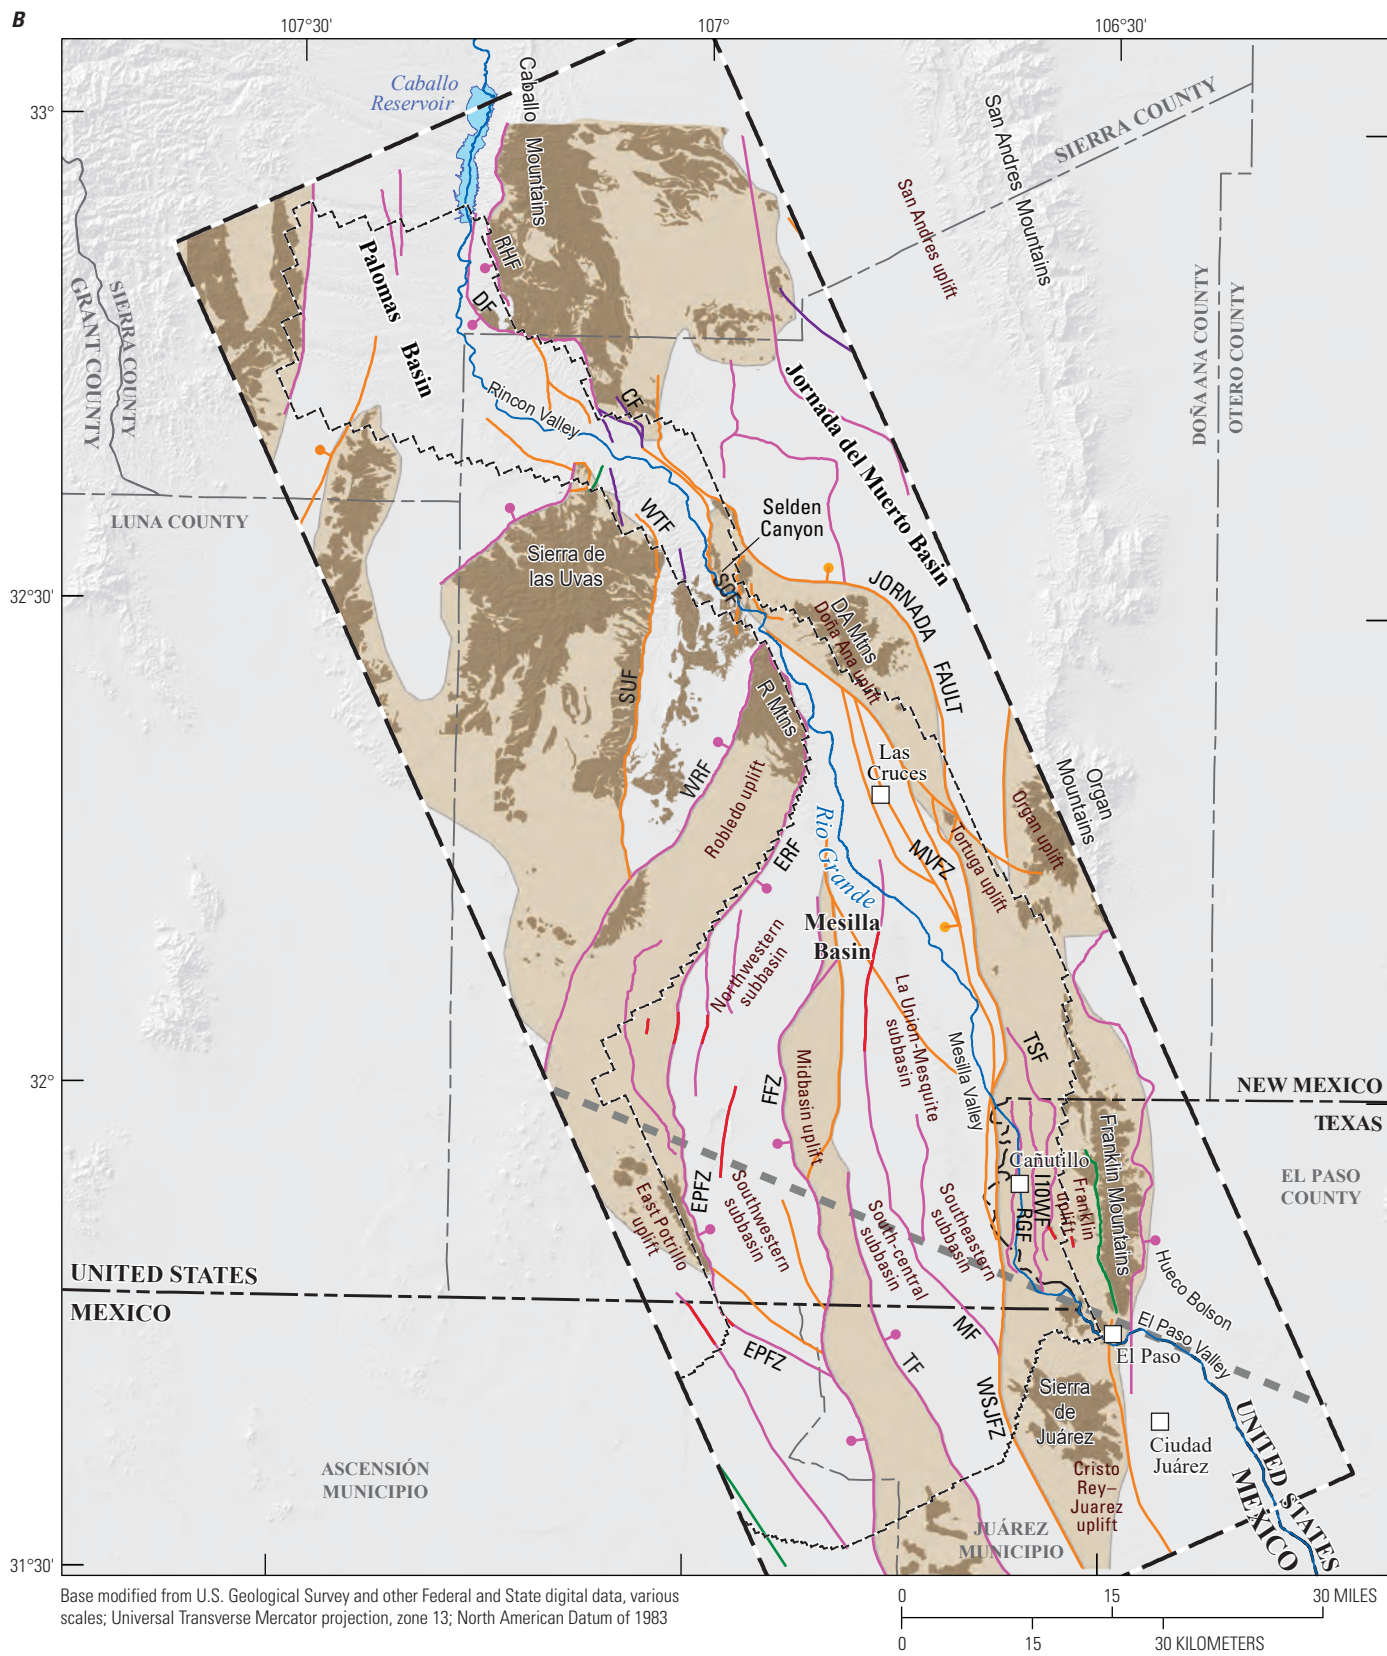 B
107°30'
107°
106°30'
33°
32°30'
32°
31°30'
Caballo
Reservoir
Caballo Mountains
San Andres Mountains
SIERRA COUNTY
San Andres uplift
SIERRA COUNTY
GRANT COUNTY
Palomas Basin
RHF
DF
DOÑA ANA COUNTY
OTERO COUNTY
Rincon Valley
CF
Jornada del Muerto Basin
LUNA COUNTY
WTF
Selden
Canyon
Sierra de
las Uvas
SCF
JORNADA FAULT
DA Mtns
Doña Ana uplift
SUF
R Mtns
WRF
Robledo uplift
Las
Cruces
Organ
Mountains
Organ uplift
Rio Grande
ERF
MVFZ
Tortuga uplift
Mesilla
Basin
Northwestern
subbasin
La Union-Mesquite
subbasin
Mesilla Valley
TSF
FFZ
Midbasin uplift
NEW MEXICO
TEXAS
Franklin Mountains
Cañutillo
I10WF
RGF
Franklin
uplift
EL PASO
COUNTY
EPFZ
East Potrillo
uplift
Southwestern
subbasin
South-central
subbasin
Southeastern
subbasin
Hueco Bolson
UNITED STATES
MEXICO
El Paso Valley
El Paso
MF
EPFZ
TF
WSJFZ
Sierra
de
Juárez
Ciudad
Juárez
UNITED STATES
MEXICO
ASCENSIÓN
MUNICIPIO
Cristo
Rey–
Juarez
uplift
JUÁREZ
MUNICIPIO
Base modified from U.S. Geological Survey and other Federal and State digital data, various
scales; Universal Transverse Mercator projection, zone 13; North American Datum of 1983
0 15 30 MILES
0 15 30 KILOMETERS